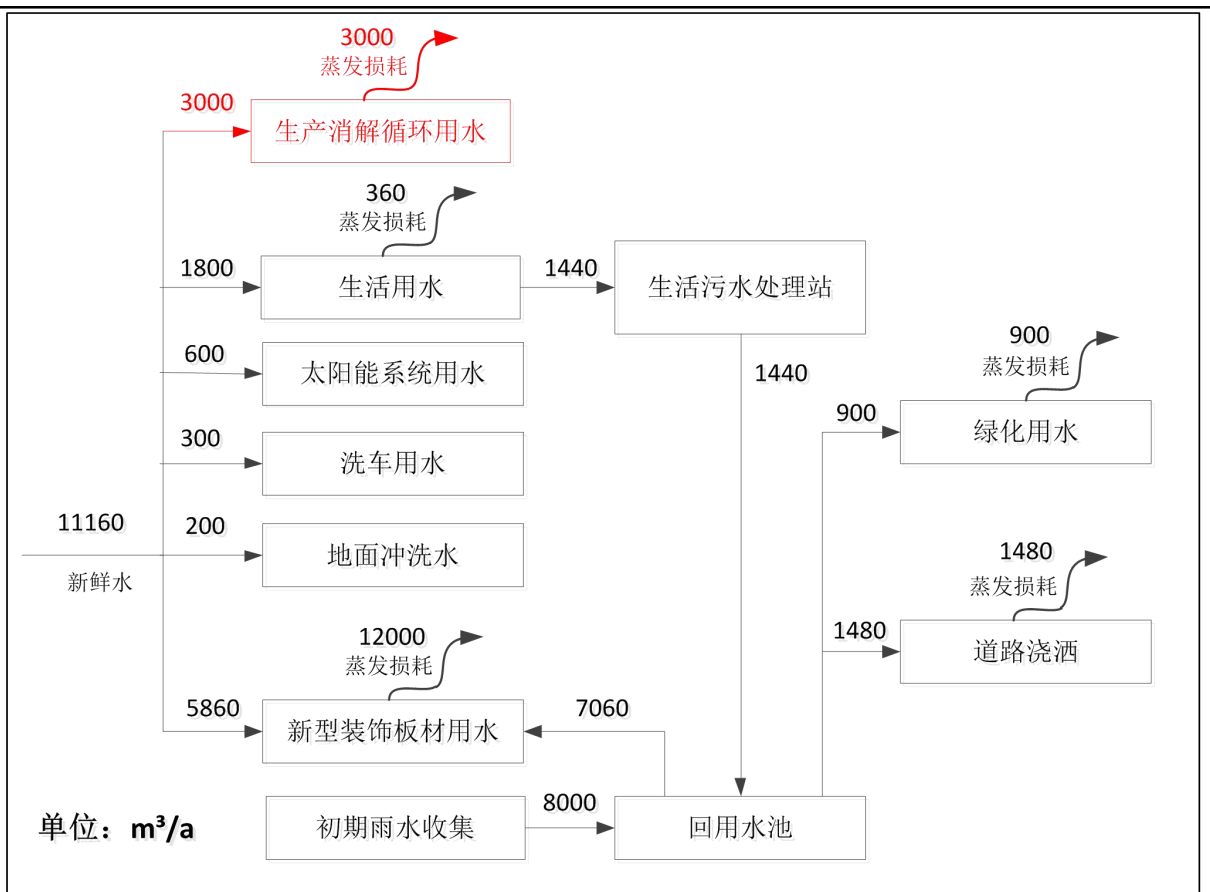 3000
蒸发损耗
3000
生产消解循环用水
360
蒸发损耗
1800
生活用水
1440
生活污水处理站
600
太阳能系统用水
1440
900
蒸发损耗
900
绿化用水
300
洗车用水
11160
新鲜水
200
地面冲洗水
1480
蒸发损耗
1480
道路浇洒
12000
蒸发损耗
5860
新型装饰板材用水
7060
初期雨水收集
8000
回用水池
单位：m³/a